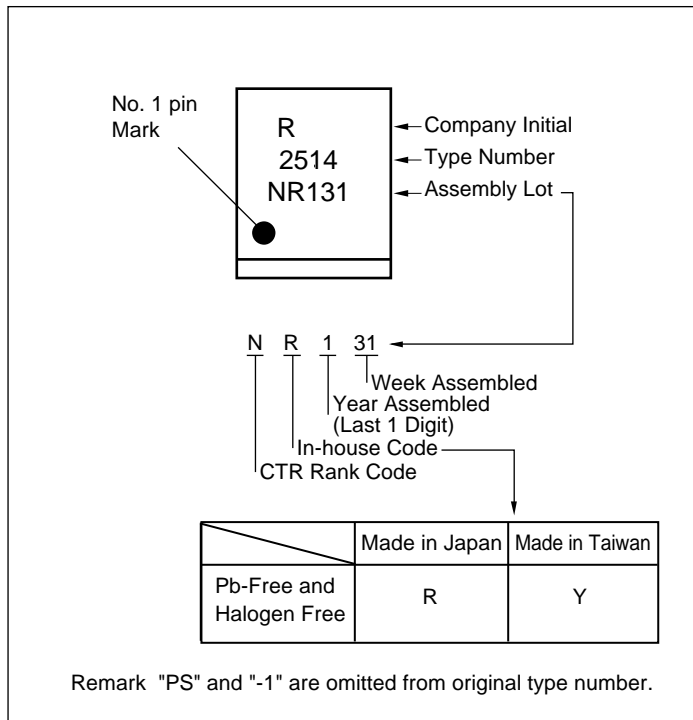 No. 1 pin
Mark
R
2514
NR131
Company Initial
Type Number
Assembly Lot
N R 1 31
Week Assembled
Year Assembled
(Last 1 Digit)
In-house Code
CTR Rank Code
Made in Japan Made in Taiwan
Pb-Free and
Halogen Free
R Y
Remark "PS" and "-1" are omitted from original type number.